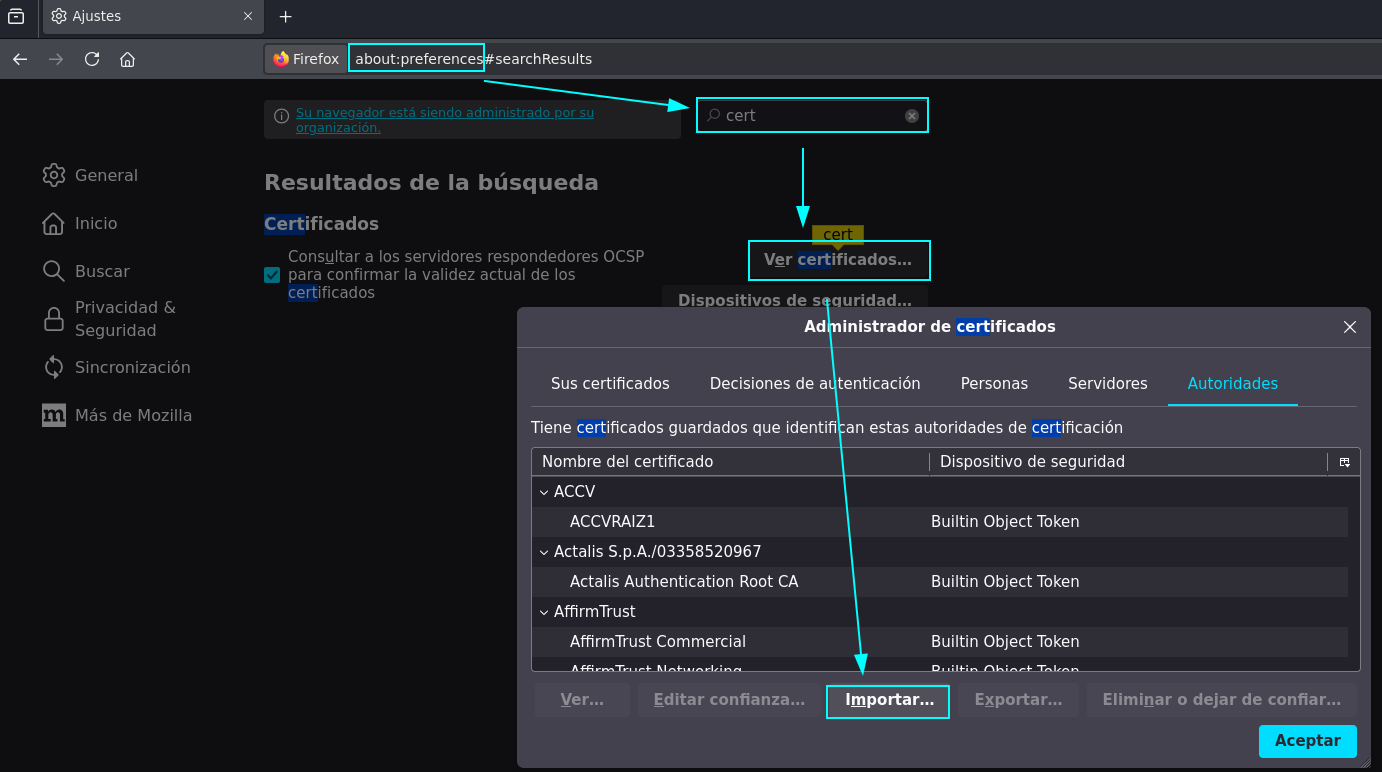 Ajustes
Firefox
about:preferences#searchResults
Su navegador está siendo administrado por su
organización.
cert
General
Inicio
Buscar
Privacidad &
Seguridad
Sincronización
m
Más de Mozilla
Resultados de la búsqueda
Certificados
Consultar a los servidores respondedores OCSP
para confirmar la validez actual de los
certificados
cert
Ver certificados...
Dispositivos de seguridad...
Administrador de certificados
Sus certificados
Decisiones de autenticación
Personas
Servidores
Autoridades
Tiene certificados guardados que identifican estas autoridades de certificación
Nombre del certificado
Dispositivo de seguridad
ACCV
ACCVRAIZ1 Builtin Object Token
Actalis S.p.A./03358520967
Actalis Authentication Root CA Builtin Object Token
AffirmTrust
AffirmTrust Commercial Builtin Object Token
AffirmTrust Networking Builtin Object Token
Ver...
Editar confianza...
Importar...
Exportar...
Eliminar o dejar de confiar...
Aceptar